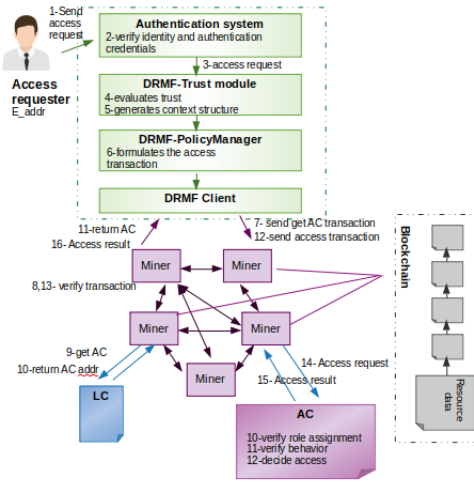 1-Send
access
request
Access
requester
E_addr
Authentication system
2-verify identity and authentication
credentials
3-access request
DRMF-Trust module
4-evaluates trust
5-generates context structure
DRMF-PolicyManager
6-formulates the access
transaction
DRMF Client
11-return AC
16- Access result
7- send get AC transaction
12-send access transaction
Miner
Miner
8,13- verify transaction
Miner
Miner
Miner
9-get AC
10-return AC addr
LC
14- Access request
15- Access result
AC
10-verify role assignment
11-verify behavior
12-decide access
Blockchain
Resource
data